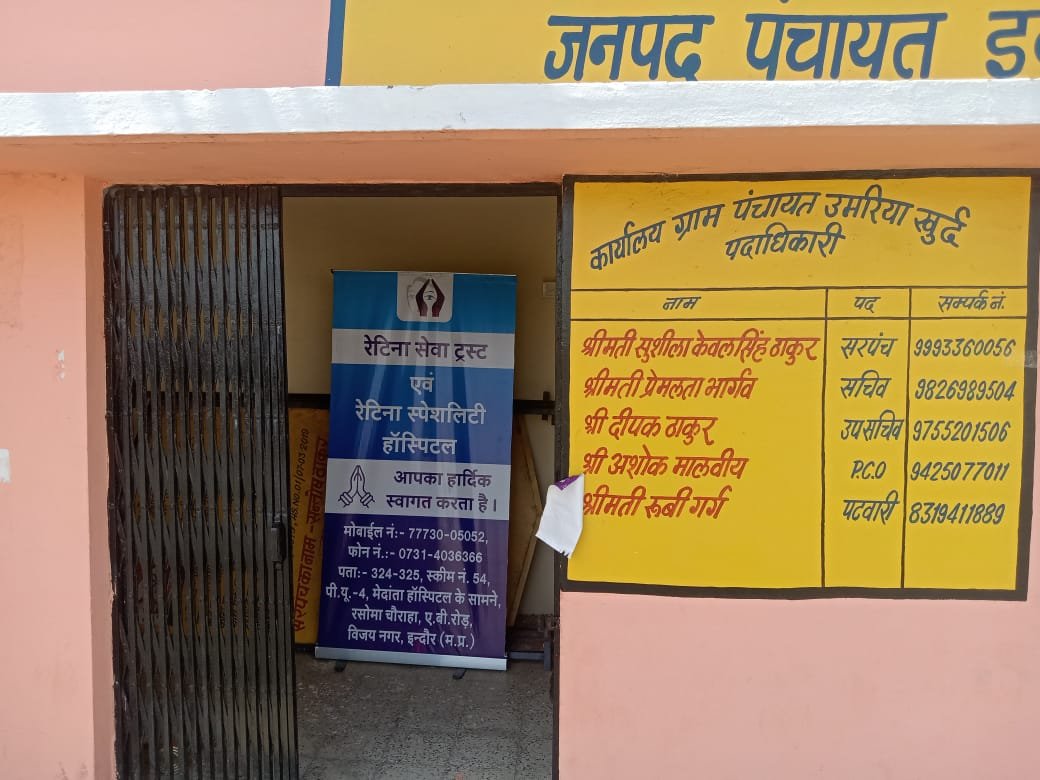 जनपद पंचायत
कार्यालय ग्राम पंचायत उमरिया खुर्द
पदाधिकारी
नाम पद सम्पर्क नं.
श्रीमती सुशीला केवलसिंह ठाकुर सरपंच 9993360056
श्रीमती प्रेमलता भार्गव सचिव 9826989504
श्री दीपक ठाकुर उपसचिव 9755201506
श्री अशोक मालवीय P.C.O 9425077011
श्रीमती रूबी गर्ग पटवारी 8319411889
रेटिना सेवा ट्रस्ट
एवं
रेटिना स्पेशलिटी
हॉस्पिटल
आपका हार्दिक
स्वागत करता है।
मोबाईल नं:- 77730-05052,
फोन नं.:- 0731-4036366
पता:- 324-325, स्कीम नं. 54,
पी.यू.-4, मेदांता हॉस्पिटल के सामने,
रसोमा चौराहा, ए.बी.रोड़,
विजय नगर, इन्दौर (म.प्र.)
सरपंच का नाम - सन्तोष ठाकुर